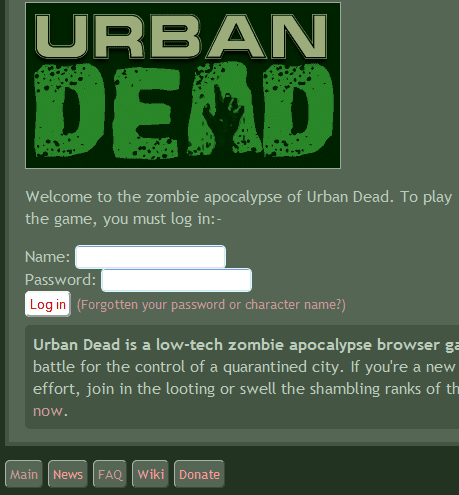 URBAN
DEAD
Welcome to the zombie apocalypse of Urban Dead. To play
the game, you must log in:-
Name:
Password:
Log in (Forgotten your password or character name?)
Urban Dead is a low-tech zombie apocalypse browser
battle for the control of a quarantined city. If you're a new
effort, join in the looting or swell the shambling ranks of
now.
Main News FAQ Wiki Donate